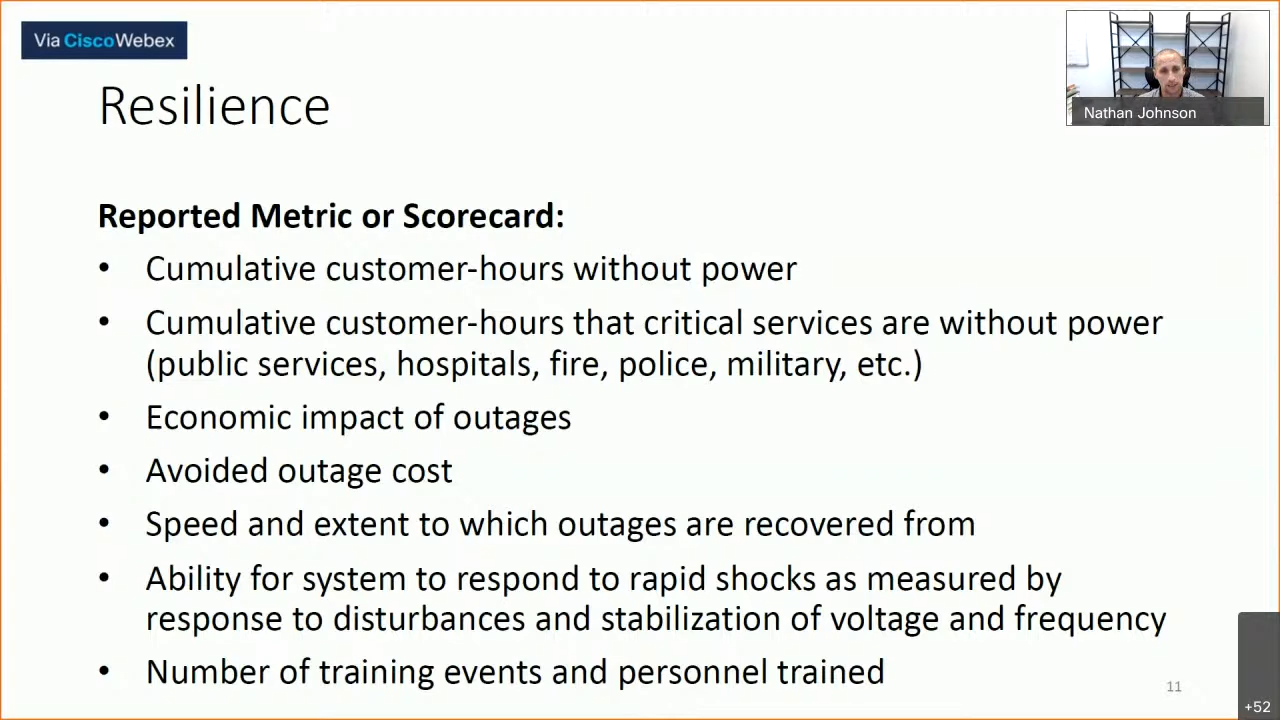 Via CiscoWebex
Nathan Johnson
Resilience
Reported Metric or Scorecard:
• Cumulative customer-hours without power
• Cumulative customer-hours that critical services are without power
(public services, hospitals, fire, police, military, etc.)
• Economic impact of outages
• Avoided outage cost
• Speed and extent to which outages are recovered from
• Ability for system to respond to rapid shocks as measured by
response to disturbances and stabilization of voltage and frequency
• Number of training events and personnel trained
11
+52